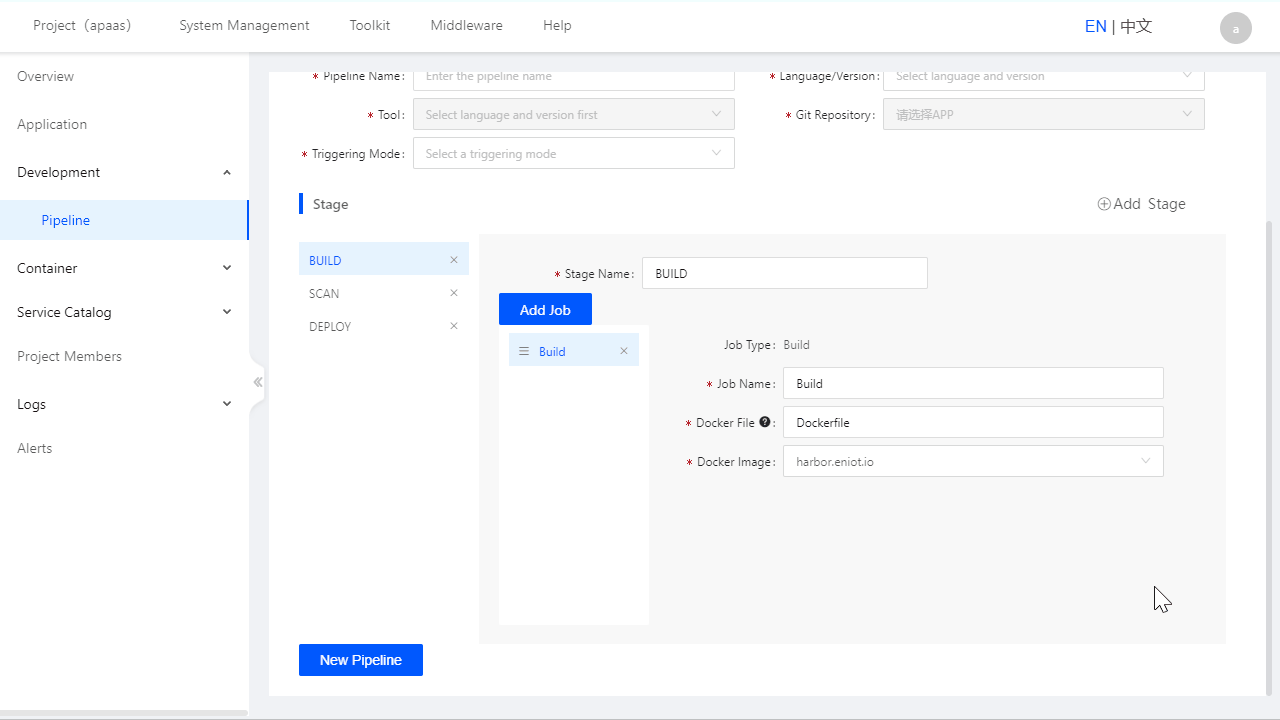 Project（apaas） System Management Toolkit Middleware Help EN | 中文 a
Overview
Application
Development
Pipeline
Container
Service Catalog
Project Members
Logs
Alerts
* Pipeline Name: Enter the pipeline name * Language/Version: Select language and version
* Tool: Select language and version first * Git Repository: 请选择APP
* Triggering Mode: Select a triggering mode
Stage Add Stage
BUILD
SCAN
DEPLOY
* Stage Name: BUILD
Add Job
Build
Job Type: Build
* Job Name: Build
* Docker File ?: Dockerfile
* Docker Image: harbor.eniot.io
New Pipeline